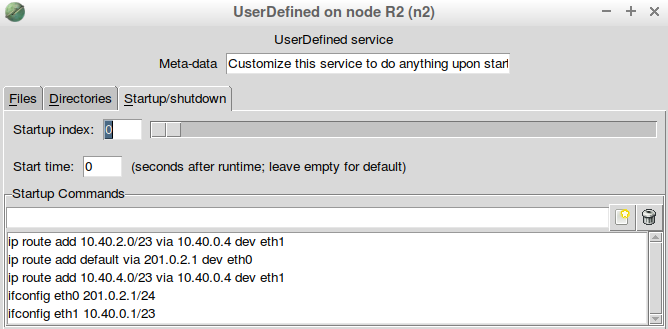 UserDefined on node R2 (n2)
UserDefined service
Meta-data Customize this service to do anything upon start
Files Directories Startup/shutdown
Startup index: 0
Start time: 0 (seconds after runtime; leave empty for default)
Startup Commands
ip route add 10.40.2.0/23 via 10.40.0.4 dev eth1
ip route add default via 201.0.2.1 dev eth0
ip route add 10.40.4.0/23 via 10.40.0.4 dev eth1
ifconfig eth0 201.0.2.1/24
ifconfig eth1 10.40.0.1/23